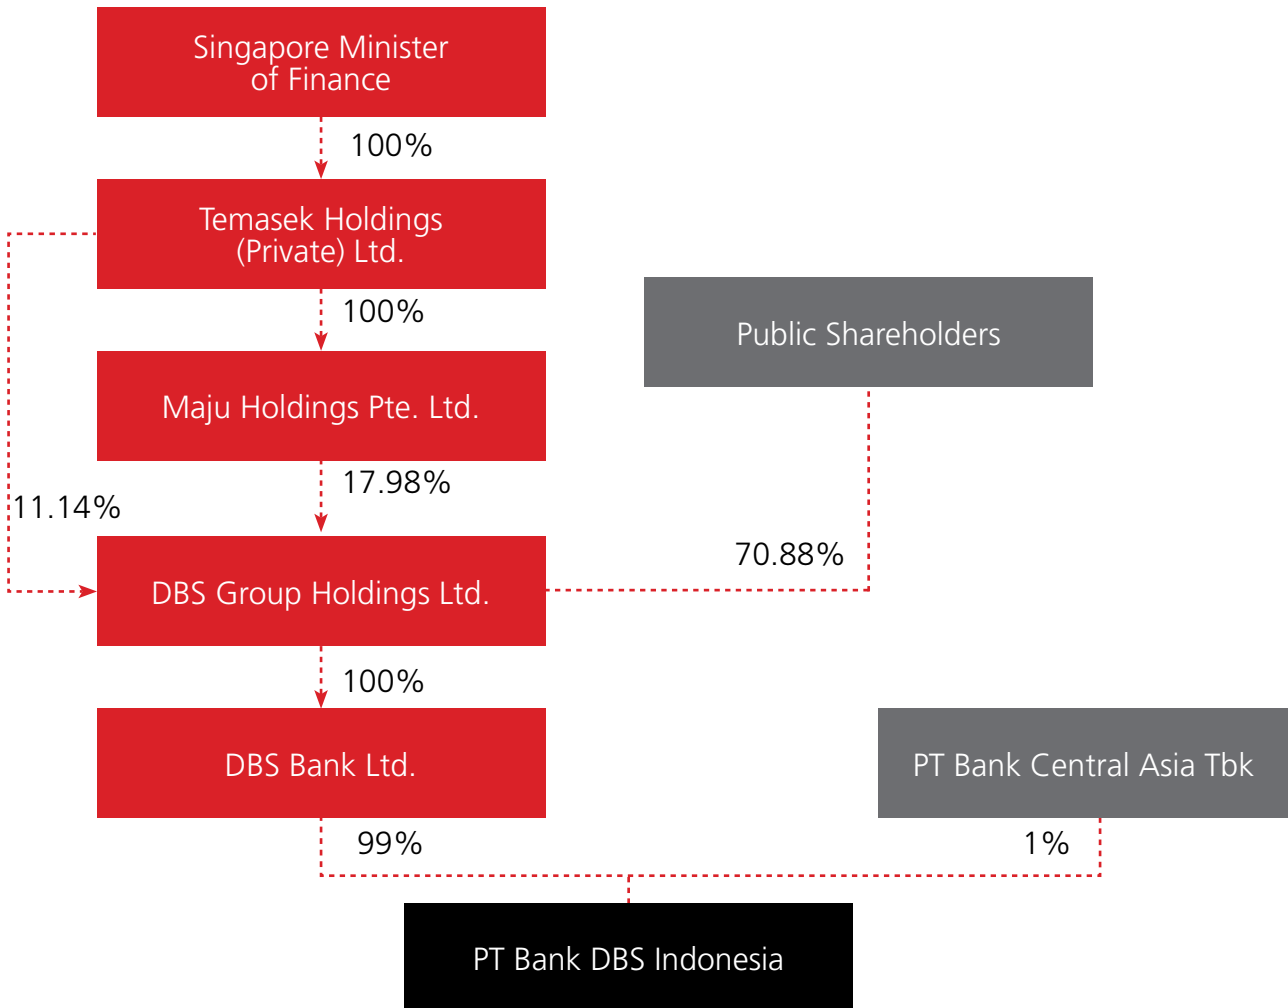 Singapore Minister
of Finance
100%
Temasek Holdings
(Private) Ltd.
100%
Public Shareholders
Maju Holdings Pte. Ltd.
17.98%
11.14%
70.88%
DBS Group Holdings Ltd.
100%
DBS Bank Ltd.
PT Bank Central Asia Tbk
99%
1%
PT Bank DBS Indonesia